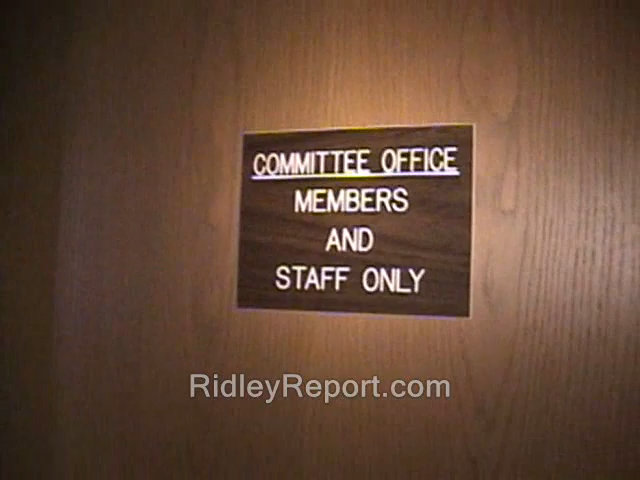 COMMITTEE OFFICE
MEMBERS
AND
STAFF ONLY
RidleyReport.com